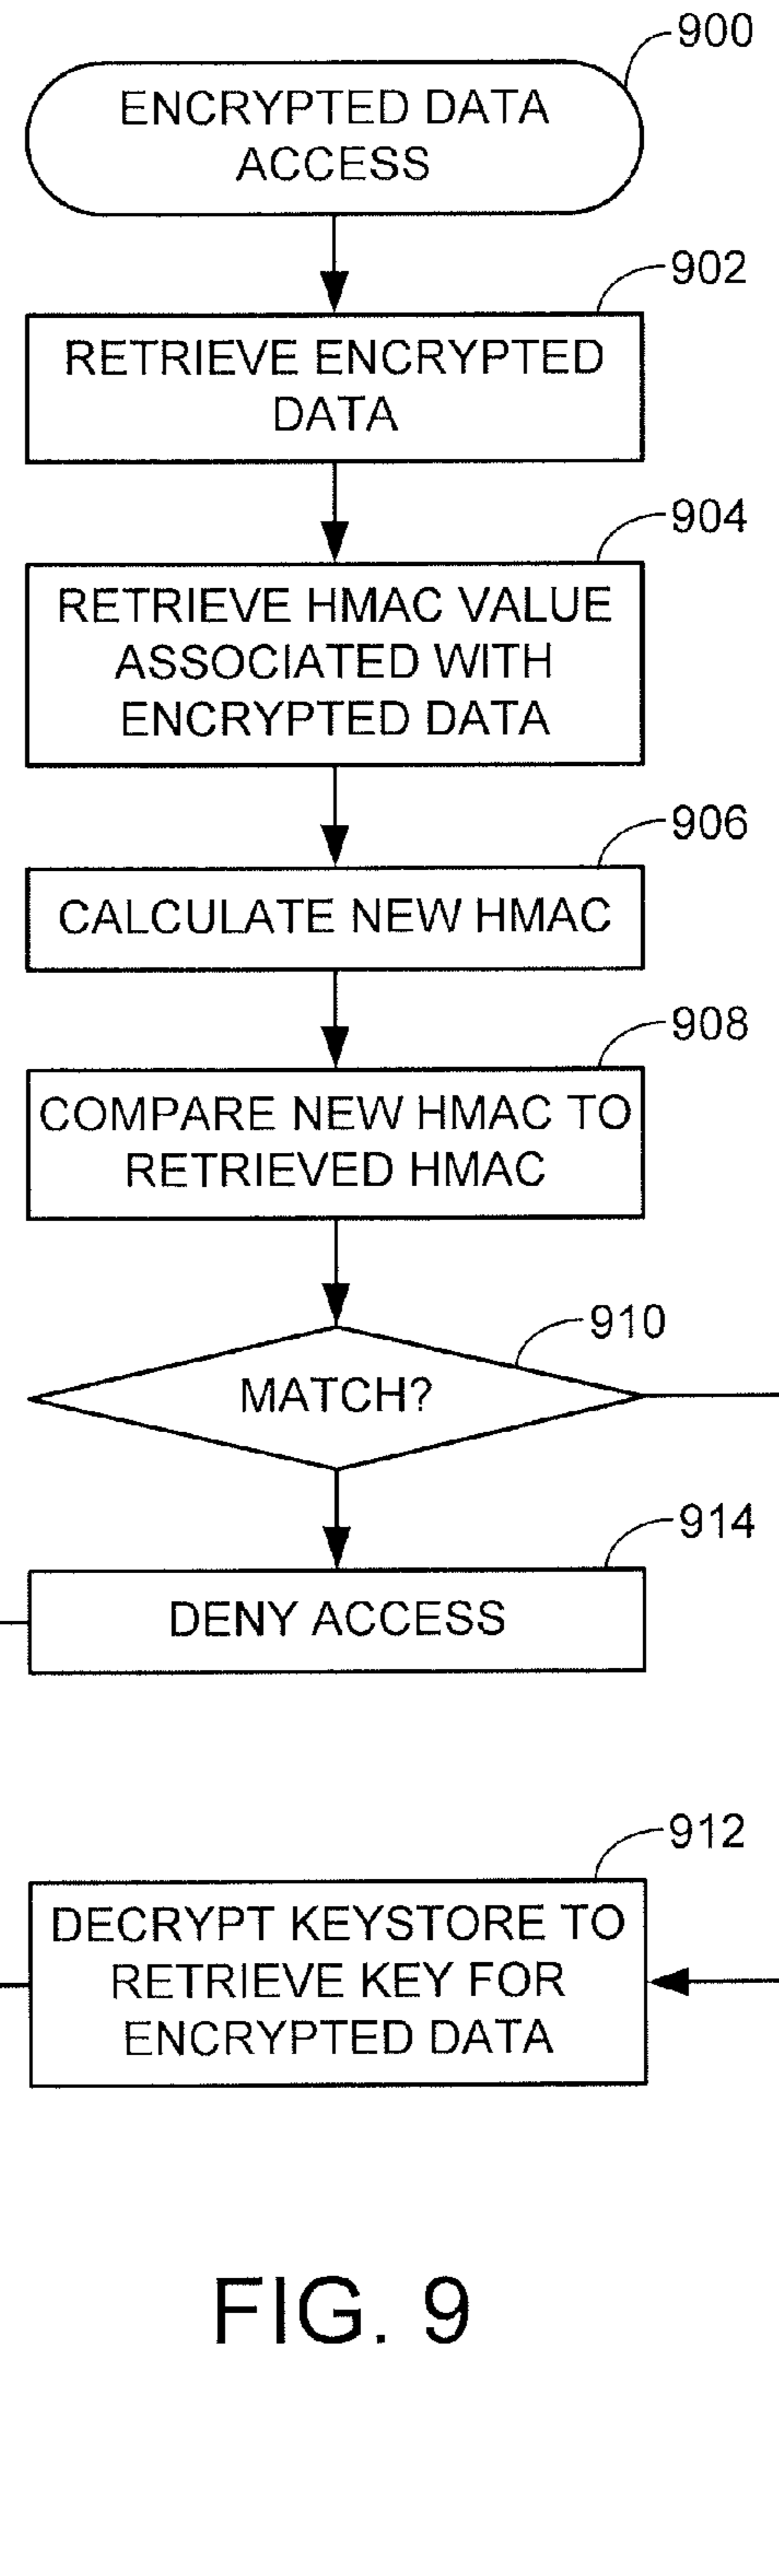 900
ENCRYPTED DATA
ACCESS
902
RETRIEVE ENCRYPTED
DATA
904
RETRIEVE HMAC VALUE
ASSOCIATED WITH
ENCRYPTED DATA
906
CALCULATE NEW HMAC
908
COMPARE NEW HMAC TO
RETRIEVED HMAC
910
MATCH?
914
DENY ACCESS
912
DECRYPT KEYSTORE TO
RETRIEVE KEY FOR
ENCRYPTED DATA
FIG. 9